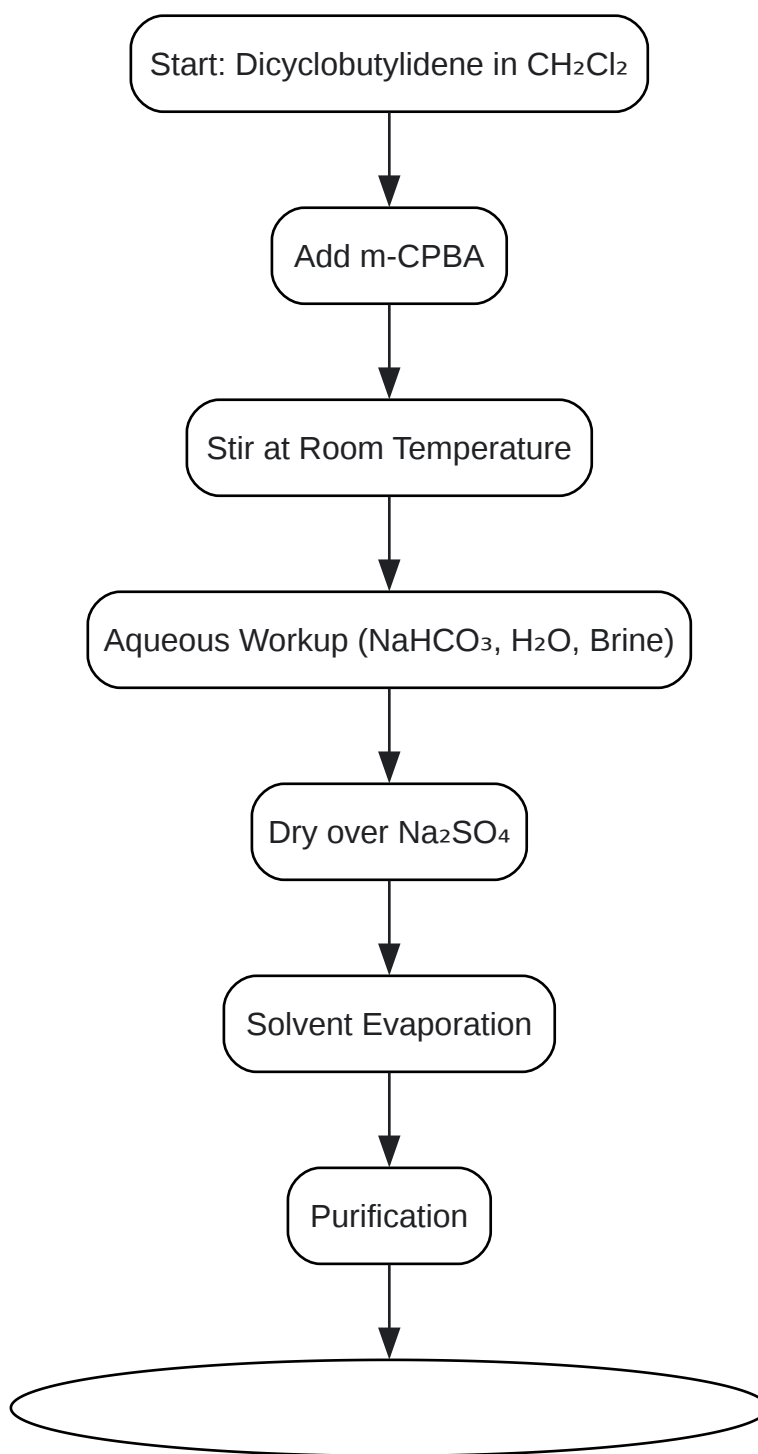 Start: Dicyclobutylidene in CH₂Cl₂
Add m-CPBA
Stir at Room Temperature
Aqueous Workup (NaHCO₃, H₂O, Brine)
Dry over Na₂SO₄
Solvent Evaporation
Purification